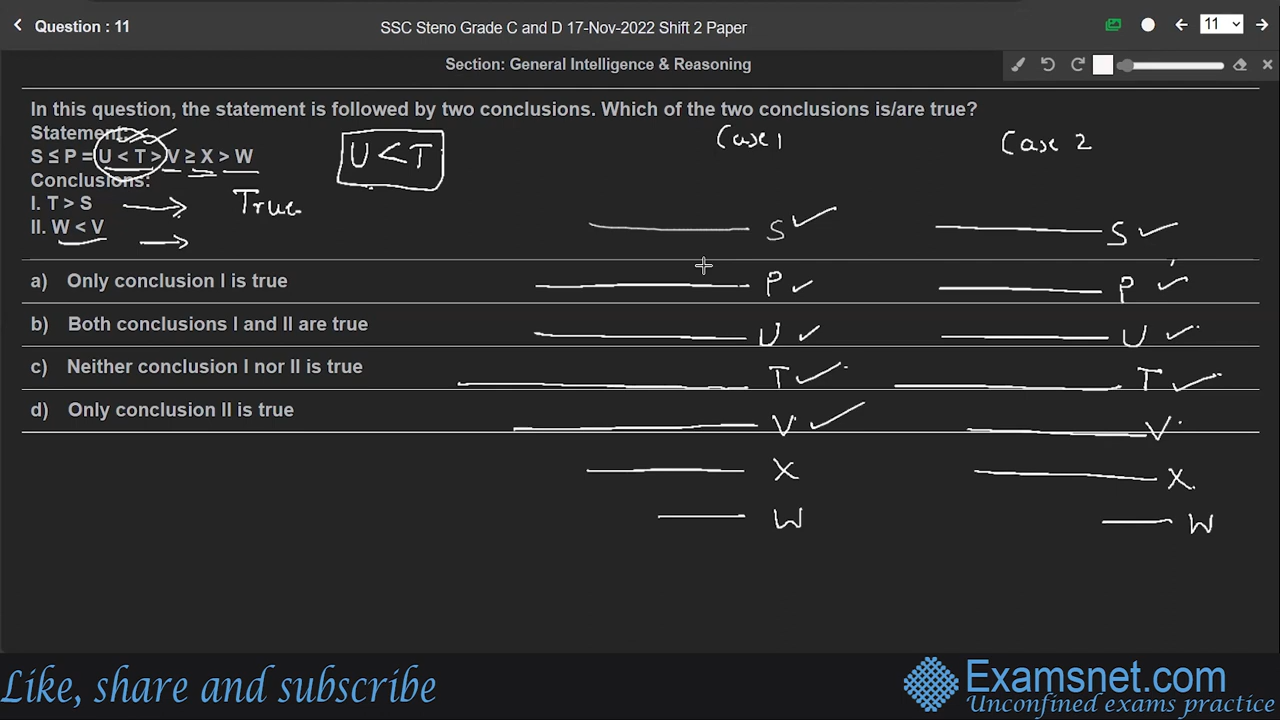 Question : 11
SSC Steno Grade C and D 17-Nov-2022 Shift 2 Paper
11
Section: General Intelligence & Reasoning
In this question, the statement is followed by two conclusions. Which of the two conclusions is/are true?
Statement:
S ≤ P = U < T > V ≥ X > W
Conclusions:
I. T > S
II. W < V
U < T
True
Case 1
Case 2
a) Only conclusion I is true
b) Both conclusions I and II are true
c) Neither conclusion I nor II is true
d) Only conclusion II is true
S
P
U
T
V
X
W
S
P
U
T
V
X
W
Like, share and subscribe
Examsnet.com
Unconfined exams practice